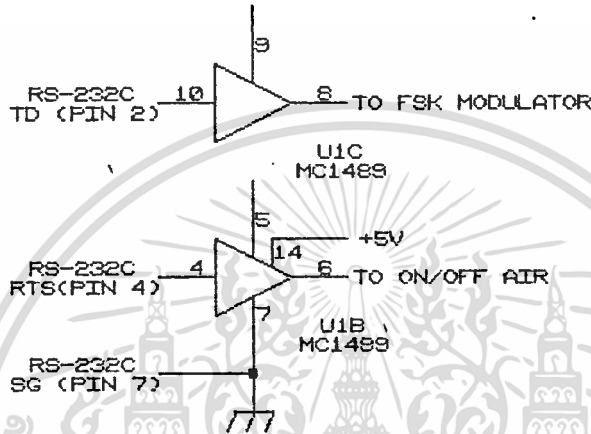 9
RS-232C
TD (PIN 2)
10
8
TO FSK MODULATOR
U1C
MC1489
5
+5V
14
RS-232C
RTS(PIN 4)
4
6
TO ON/OFF AIR
7
U1B
MC1489
RS-232C
SG (PIN 7)